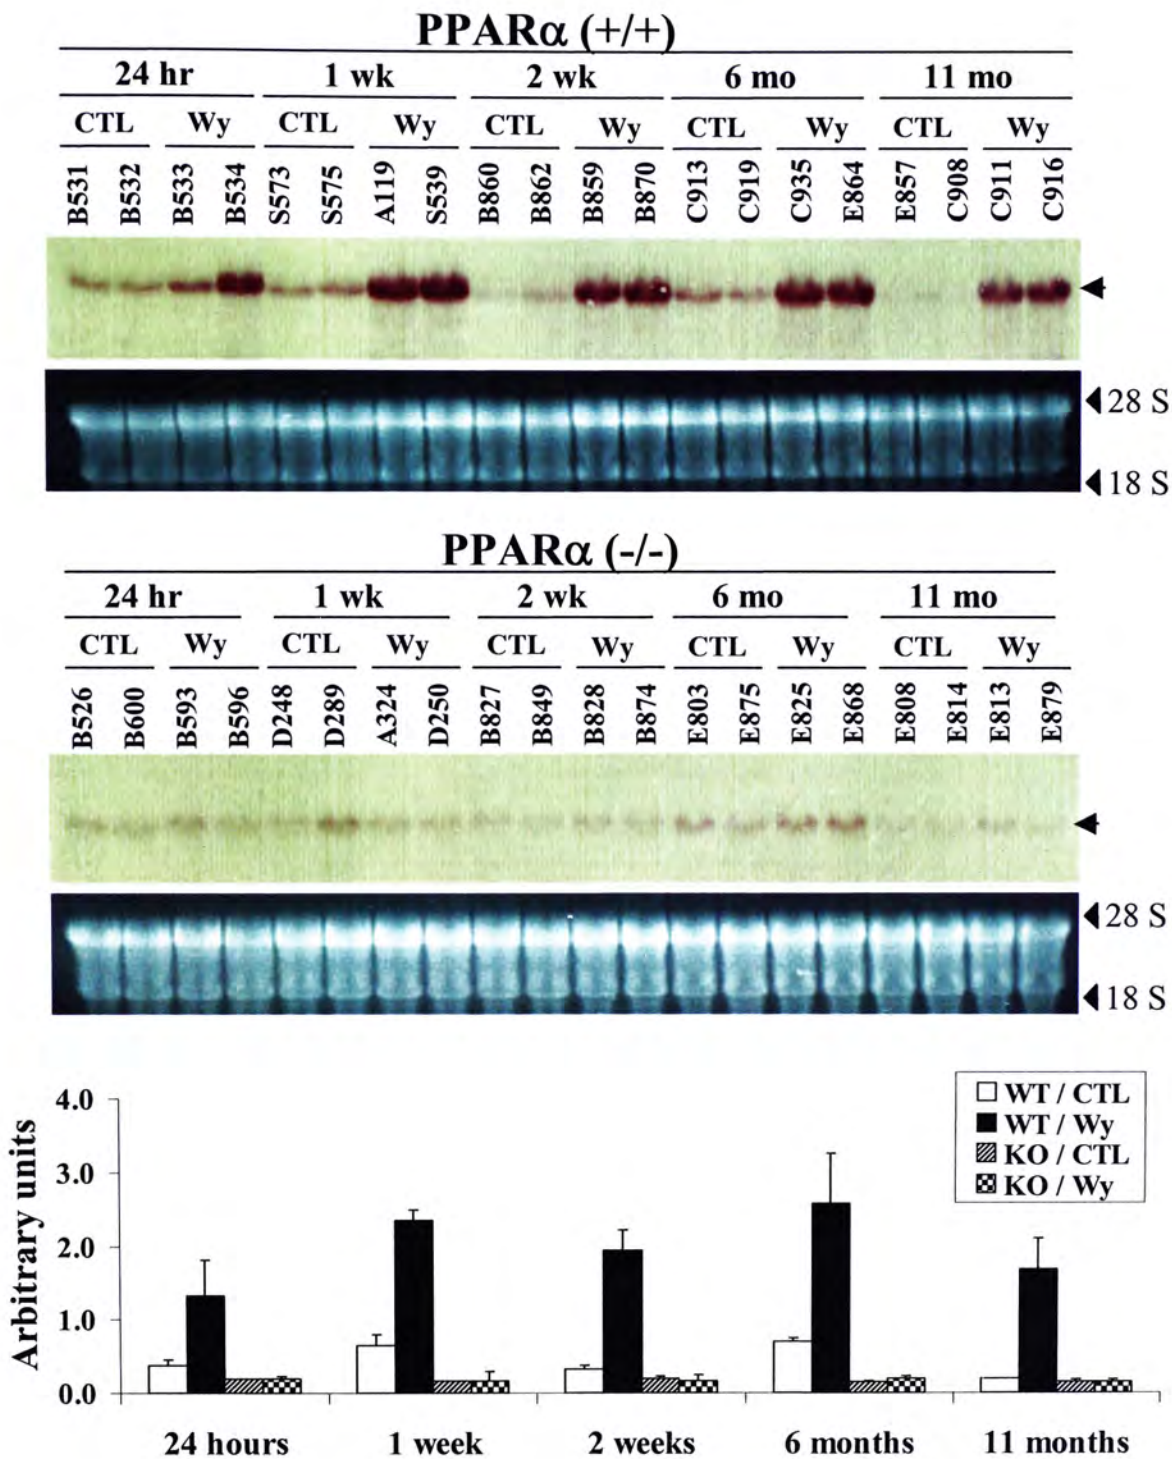 PPARα (+/+)
24 hr 1 wk 2 wk 6 mo 11 mo
CTL Wy CTL Wy CTL Wy CTL Wy CTL Wy
B531 B532 B533 B534 S573 S575 A119 S539 B860 B862 B859 B870 C913 C919 C935 E864 E857 C908 C911 C916
28 S
18 S
PPARα (-/-)
24 hr 1 wk 2 wk 6 mo 11 mo
CTL Wy CTL Wy CTL Wy CTL Wy CTL Wy
B526 B600 B593 B596 D248 D289 A324 D250 B827 B849 B828 B874 E803 E875 E825 E868 E808 E814 E813 E879
28 S
18 S
Arbitrary units
4.0
3.0
2.0
1.0
0.0
WT / CTL
WT / Wy
KO / CTL
KO / Wy
24 hours 1 week 2 weeks 6 months 11 months